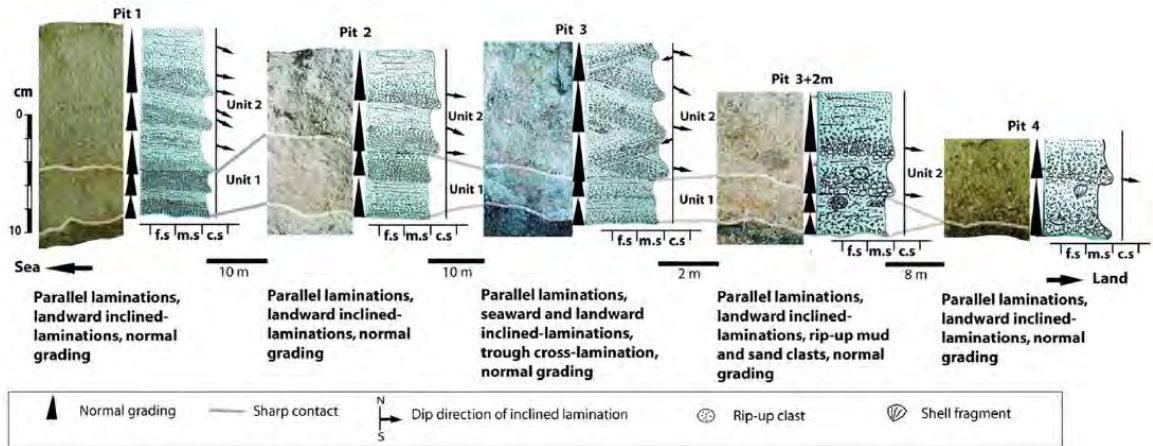 Pit 1
Pit 2
Pit 3
Pit 3+2m
Pit 4
cm
0
10
Unit 2
Unit 1
Unit 2
Unit 1
Unit 2
Unit 1
Unit 2
f.s m.s c.s
f.s m.s c.s
f.s m.s c.s
f.s m.s c.s
f.s m.s c.s
Sea
10 m
10 m
2 m
8 m
Land
Parallel laminations,
landward inclined-
laminations, normal
grading
Parallel laminations,
landward inclined-
laminations, normal
grading
Parallel laminations,
seaward and landward
inclined-laminations,
trough cross-lamination,
normal grading
Parallel laminations,
landward inclined-
laminations, rip-up mud
and sand clasts, normal
grading
Parallel laminations,
landward inclined-
laminations, normal
grading
Normal grading
Sharp contact
N
S
Dip direction of inclined lamination
Rip-up clast
Shell fragment